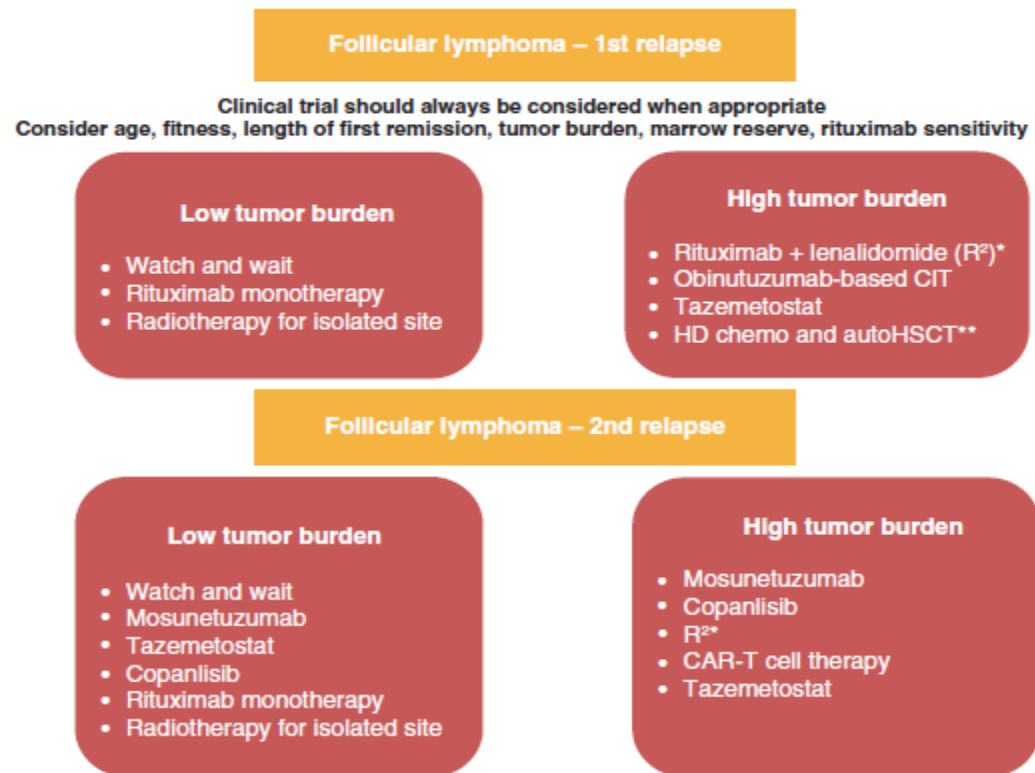 Follicular lymphoma – 1st relapse
Clinical trial should always be considered when appropriate
Consider age, fitness, length of first remission, tumor burden, marrow reserve, rituximab sensitivity
Low tumor burden
• Watch and wait
• Rituximab monotherapy
• Radiotherapy for isolated site
High tumor burden
• Rituximab + lenalidomide (R²)*
• Obinutuzumab-based CIT
• Tazemetostat
• HD chemo and autoHSCT**
Follicular lymphoma – 2nd relapse
Low tumor burden
• Watch and wait
• Mosunetuzumab
• Tazemetostat
• Copanlisib
• Rituximab monotherapy
• Radiotherapy for isolated site
High tumor burden
• Mosunetuzumab
• Copanlisib
• R²*
• CAR-T cell therapy
• Tazemetostat